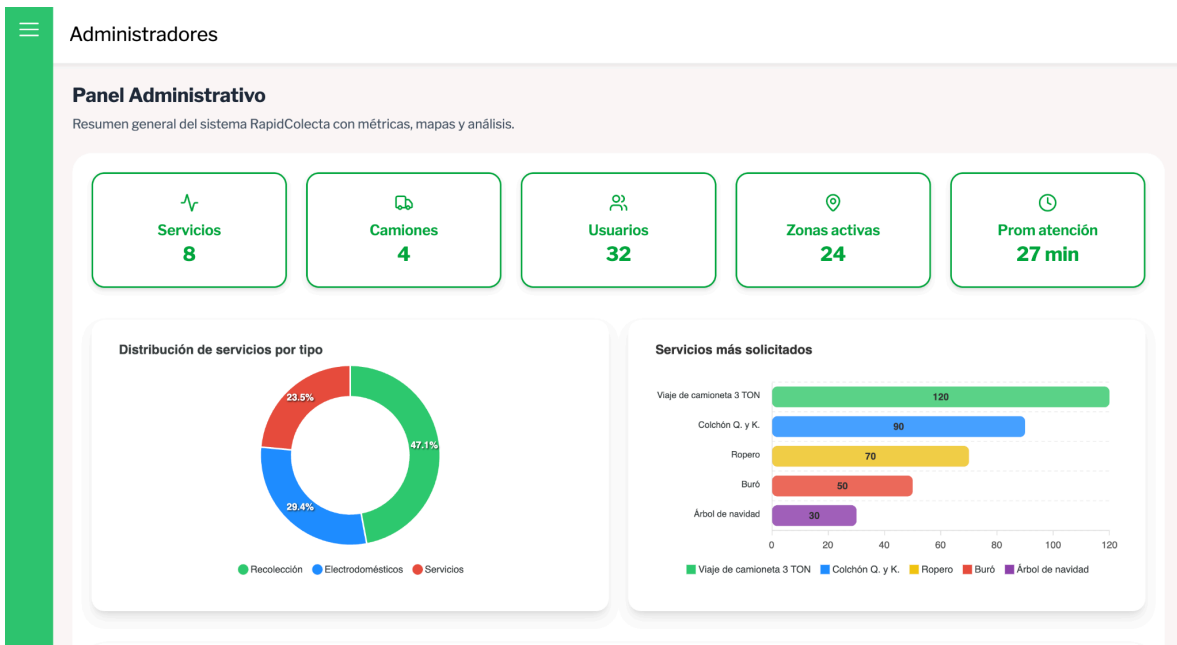 Administradores
Panel Administrativo
Resumen general del sistema RapidColecta con métricas, mapas y análisis.
Servicios
8
Camiones
4
Usuarios
32
Zonas activas
24
Prom atención
27 min
Distribución de servicios por tipo
23.5%
47.1%
29.4%
Recolección Electrodomésticos Servicios
Servicios más solicitados
Viaje de camioneta 3 TON 120
Colchón Q. y K. 90
Ropero 70
Buró 50
Árbol de navidad 30
0 20 40 60 80 100 120
Viaje de camioneta 3 TON Colchón Q. y K. Ropero Buró Árbol de navidad